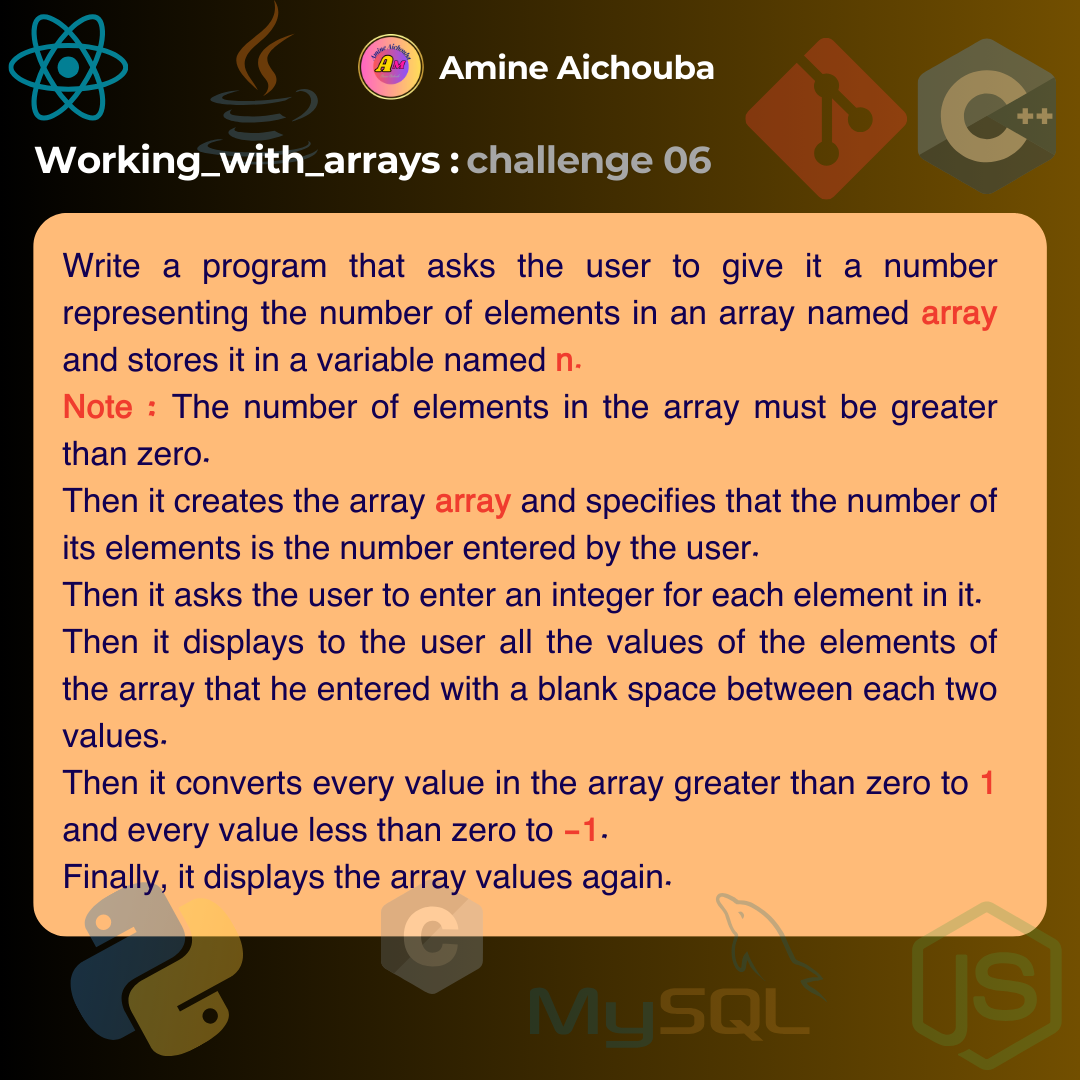 Amine Aichouba
Amine Aichouba
AM
C++
Working_with_arrays : challenge 06
Write a program that asks the user to give it a number
representing the number of elements in an array named array
and stores it in a variable named n.
Note : The number of elements in the array must be greater
than zero.
Then it creates the array array and specifies that the number of
its elements is the number entered by the user.
Then it asks the user to enter an integer for each element in it.
Then it displays to the user all the values of the elements of
the array that he entered with a blank space between each two
values.
Then it converts every value in the array greater than zero to 1
and every value less than zero to –1.
Finally, it displays the array values again.
C
MySQL
JS